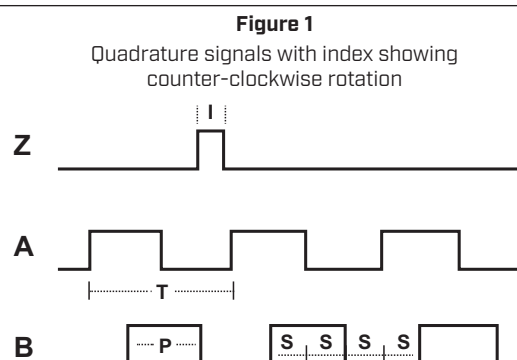 Figure 1
Quadrature signals with index showing
counter-clockwise rotation
I
Z
A
T
B
P
S S S S